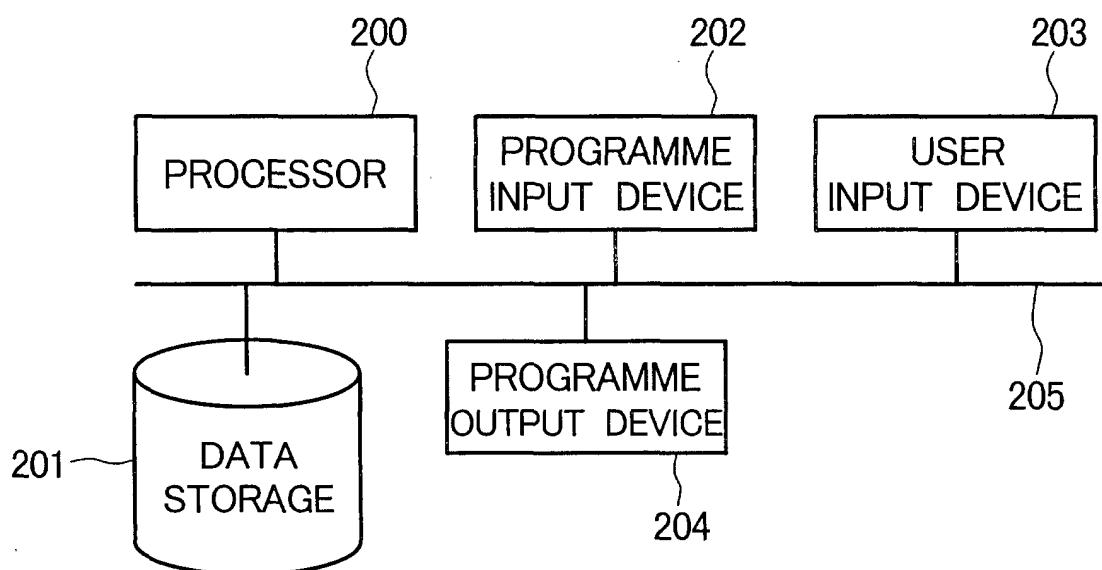 200
202
203
PROCESSOR
PROGRAMME
INPUT DEVICE
USER
INPUT DEVICE
PROGRAMME
OUTPUT DEVICE
205
201
DATA
STORAGE
204